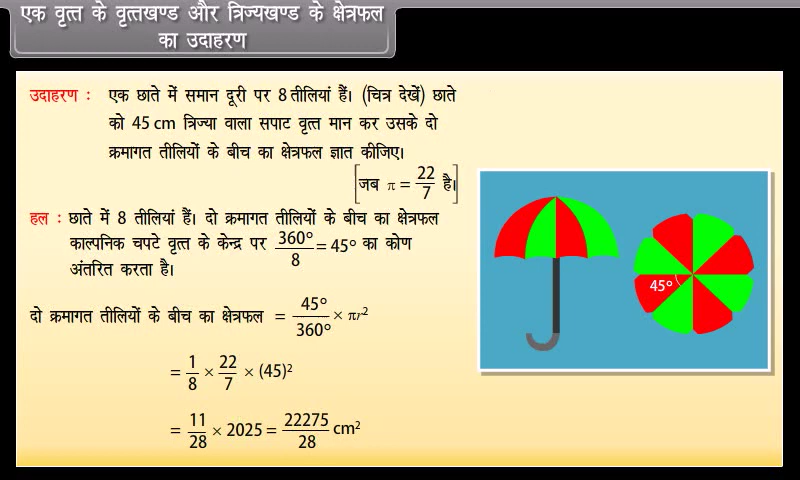 एक वृत्त के वृत्तखण्ड और त्रिज्यखण्ड के क्षेत्रफल
का उदाहरण
उदाहरण : एक छाते में समान दूरी पर 8 तीलियां हैं। (चित्र देखें) छाते
को 45 cm त्रिज्या वाला सपाट वृत्त मान कर उसके दो
क्रमागत तीलियों के बीच का क्षेत्रफल ज्ञात कीजिए।
[जब π = 22/7 है।]
हल : छाते में 8 तीलियां हैं। दो क्रमागत तीलियों के बीच का क्षेत्रफल
काल्पनिक चपटे वृत्त के केन्द्र पर 360°/8 = 45° का कोण
अंतरित करता है।
दो क्रमागत तीलियों के बीच का क्षेत्रफल = 45°/360° × πr²
= 1/8 × 22/7 × (45)²
= 11/28 × 2025 = 22275/28 cm²
45°